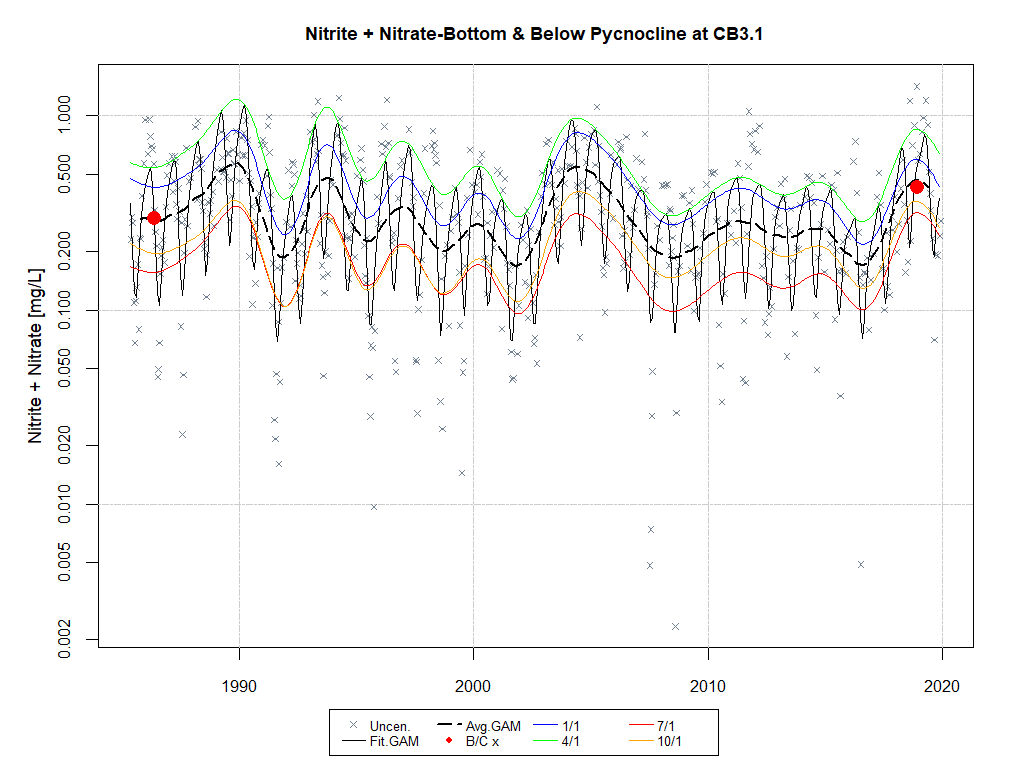 Nitrite + Nitrate-Bottom & Below Pycnocline at CB3.1
Nitrite + Nitrate [mg/L]
1.000
0.500
0.200
0.100
0.050
0.020
0.010
0.005
0.002
1990 2000 2010 2020
Uncen. Avg.GAM 1/1 7/1
Fit.GAM B/C x 4/1 10/1